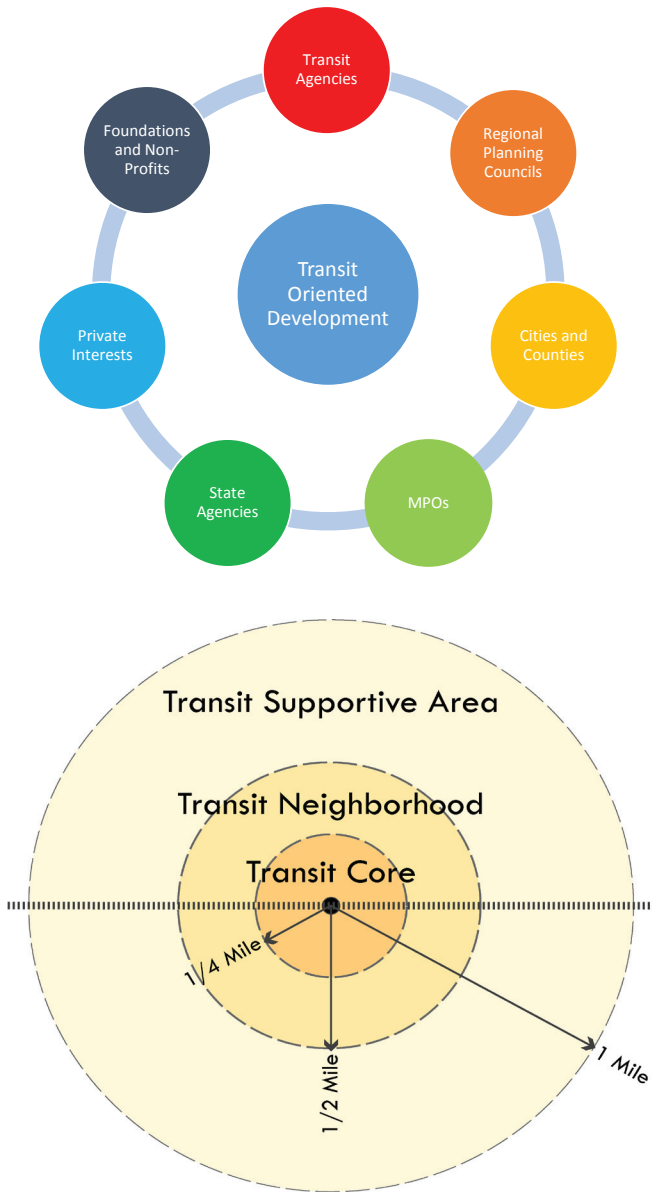 Transit
Agencies
Regional
Planning
Councils
Cities and
Counties
MPOs
State
Agencies
Private
Interests
Foundations
and Non-
Profits
Transit
Oriented
Development
Transit Supportive Area
Transit Neighborhood
Transit Core
1/4 Mile
1/2 Mile
1 Mile